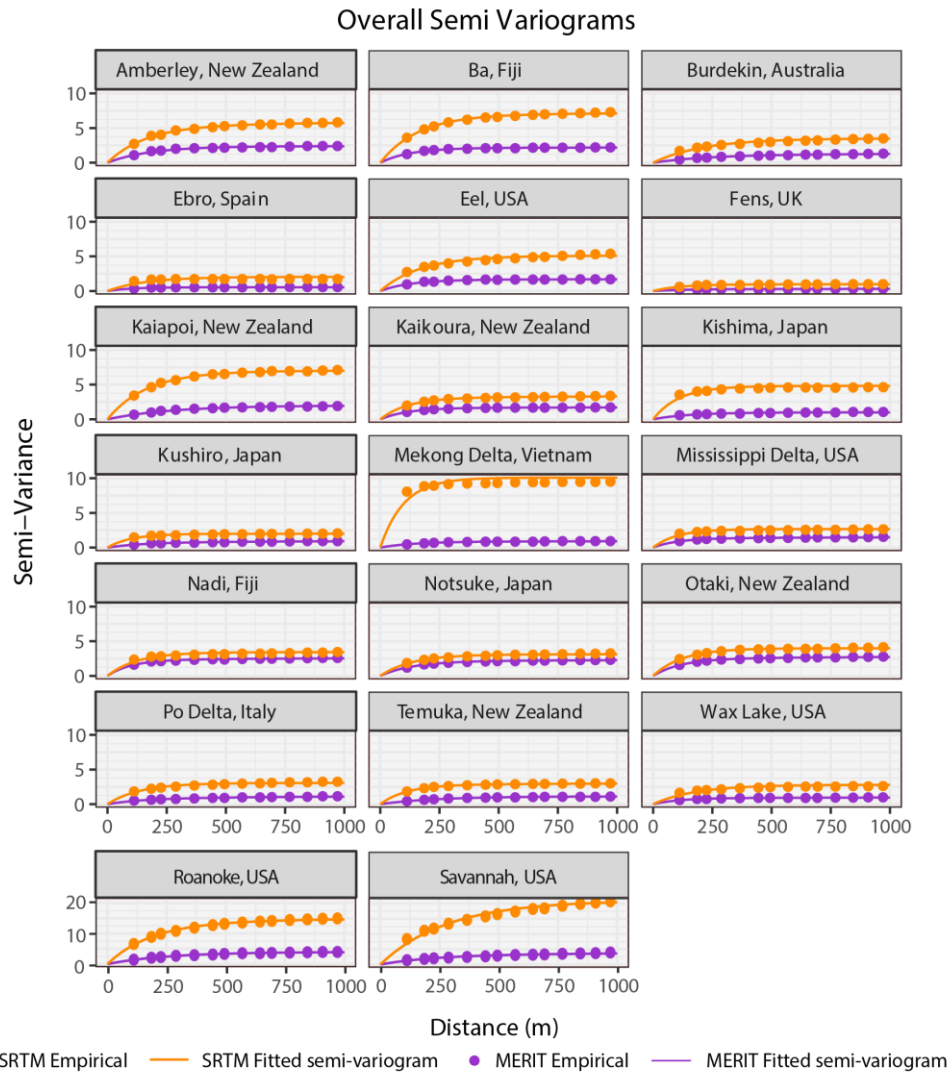 Overall Semi Variograms
Amberley, New Zealand
Ba, Fiji
Burdekin, Australia
10
5
0
Ebro, Spain
Eel, USA
Fens, UK
10
5
0
Kaiapoi, New Zealand
Kaikoura, New Zealand
Kishima, Japan
10
5
0
Semi–Variance
Kushiro, Japan
Mekong Delta, Vietnam
Mississippi Delta, USA
10
5
0
Nadi, Fiji
Notsuke, Japan
Otaki, New Zealand
10
5
0
Po Delta, Italy
Temuka, New Zealand
Wax Lake, USA
10
5
0
0 250 500 750 1000
0 250 500 750 1000
0 250 500 750 1000
Roanoke, USA
Savannah, USA
20
10
0
0 250 500 750 1000
0 250 500 750 1000
Distance (m)
SRTM Empirical SRTM Fitted semi-variogram MERIT Empirical MERIT Fitted semi-variogram